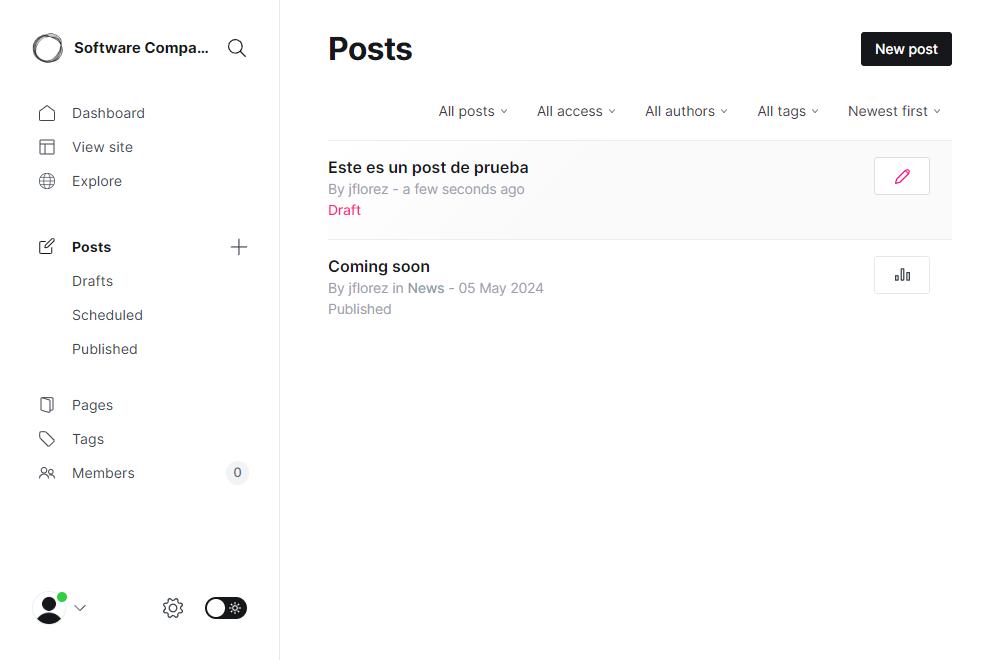 Software Compa...
Dashboard
View site
Explore
Posts
Drafts
Scheduled
Published
Pages
Tags
Members 0
Posts
New post
All posts All access All authors All tags Newest first
Este es un post de prueba
By jflorez - a few seconds ago
Draft
Coming soon
By jflorez in News - 05 May 2024
Published